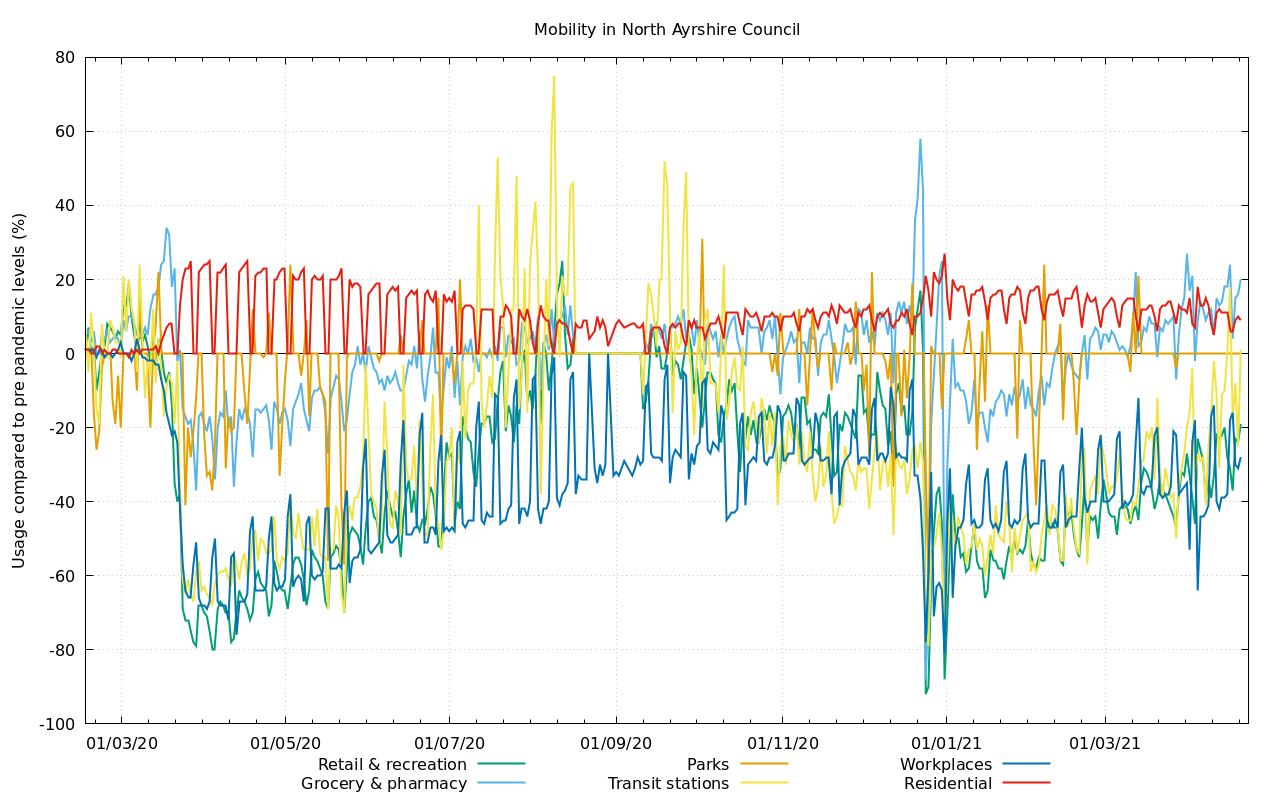 Mobility in North Ayrshire Council
Usage compared to pre pandemic levels (%)
80
60
40
20
0
-20
-40
-60
-80
-100
01/03/20 01/05/20 01/07/20 01/09/20 01/11/20 01/01/21 01/03/21
Retail & recreation Parks Workplaces
Grocery & pharmacy Transit stations Residential